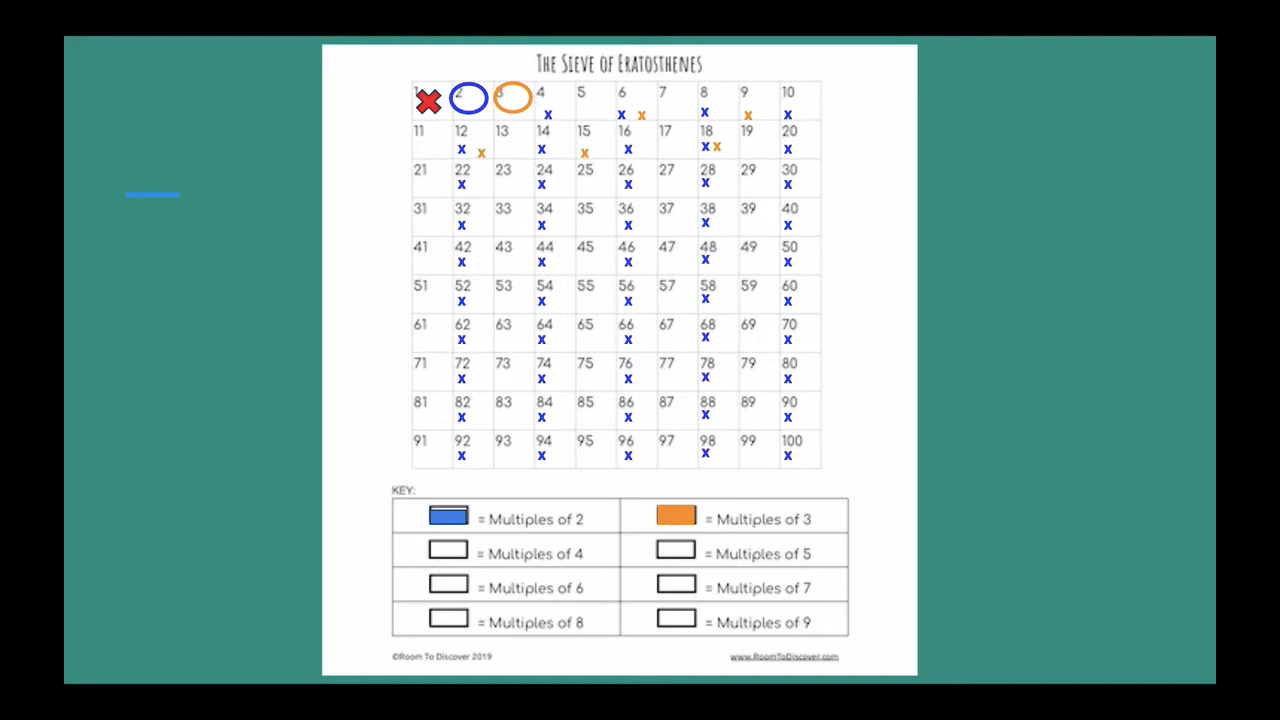 The Sieve of Eratosthenes
1 2 3 4 5 6 7 8 9 10
x x x x x x
11 12 13 14 15 16 17 18 19 20
x x x x x x x x
21 22 23 24 25 26 27 28 29 30
x x x x x
31 32 33 34 35 36 37 38 39 40
x x x x x
41 42 43 44 45 46 47 48 49 50
x x x x x
51 52 53 54 55 56 57 58 59 60
x x x x x
61 62 63 64 65 66 67 68 69 70
x x x x x
71 72 73 74 75 76 77 78 79 80
x x x x x
81 82 83 84 85 86 87 88 89 90
x x x x x
91 92 93 94 95 96 97 98 99 100
x x x x x
KEY:
= Multiples of 2 = Multiples of 3
= Multiples of 4 = Multiples of 5
= Multiples of 6 = Multiples of 7
= Multiples of 8 = Multiples of 9
©Room To Discover 2019 www.RoomToDiscover.com